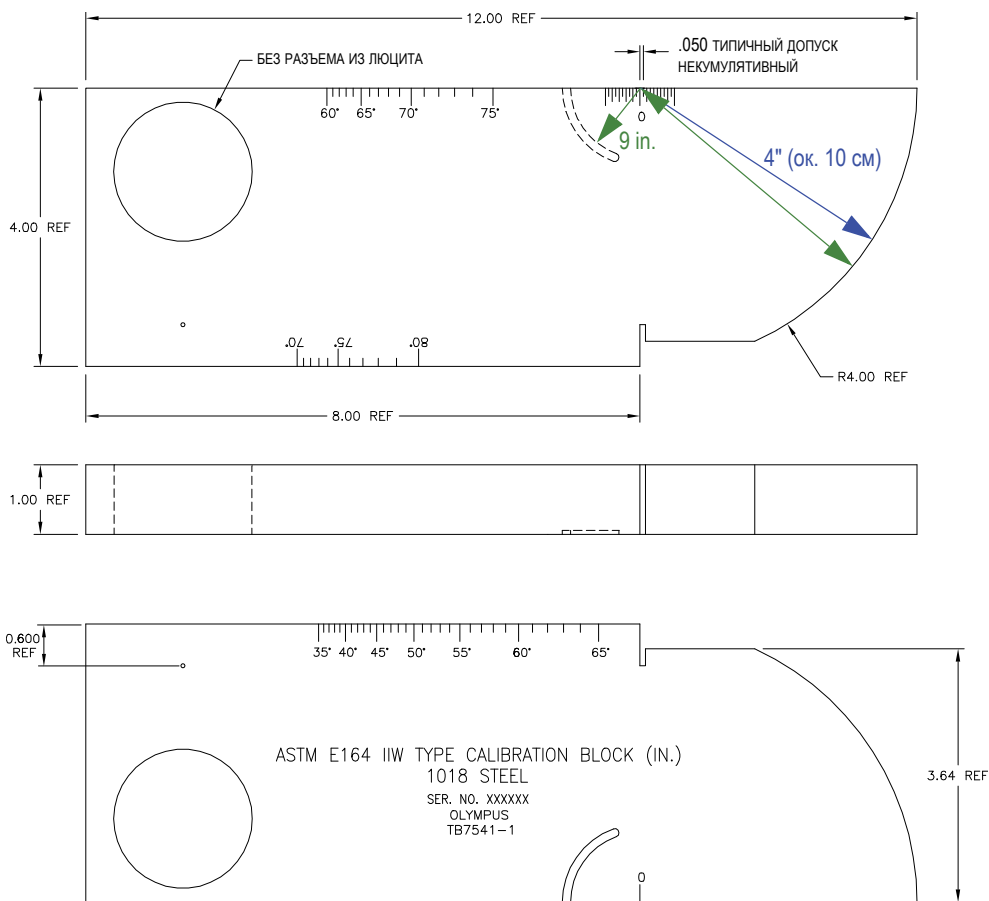 12.00 REF
.050 ТИПИЧНЫЙ ДОПУСК
НЕКУМУЛЯТИВНЫЙ
БЕЗ РАЗЪЕМА ИЗ ЛЮЦИТА
60° 65° 70° 75°
0
9 in.
4" (ок. 10 см)
4.00 REF
70° 75° 80°
R4.00 REF
8.00 REF
1.00 REF
0.600
REF
35° 40° 45° 50° 55° 60° 65°
ASTM E164 IIW TYPE CALIBRATION BLOCK (IN.)
1018 STEEL
SER. NO. XXXXXX
OLYMPUS
TB7541-1
3.64 REF
0